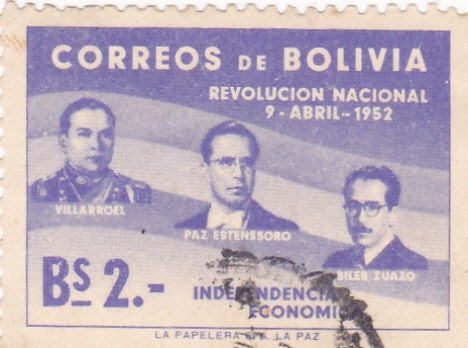 CORREOS DE BOLIVIA
REVOLUCION NACIONAL
9-ABRIL-1952
VILLARROEL
PAZ ESTENSSORO
SILES ZUAZO
Bs 2.-
INDEPENDENCIA
ECONOMICA
LA PAPELERA S.A. LA PAZ